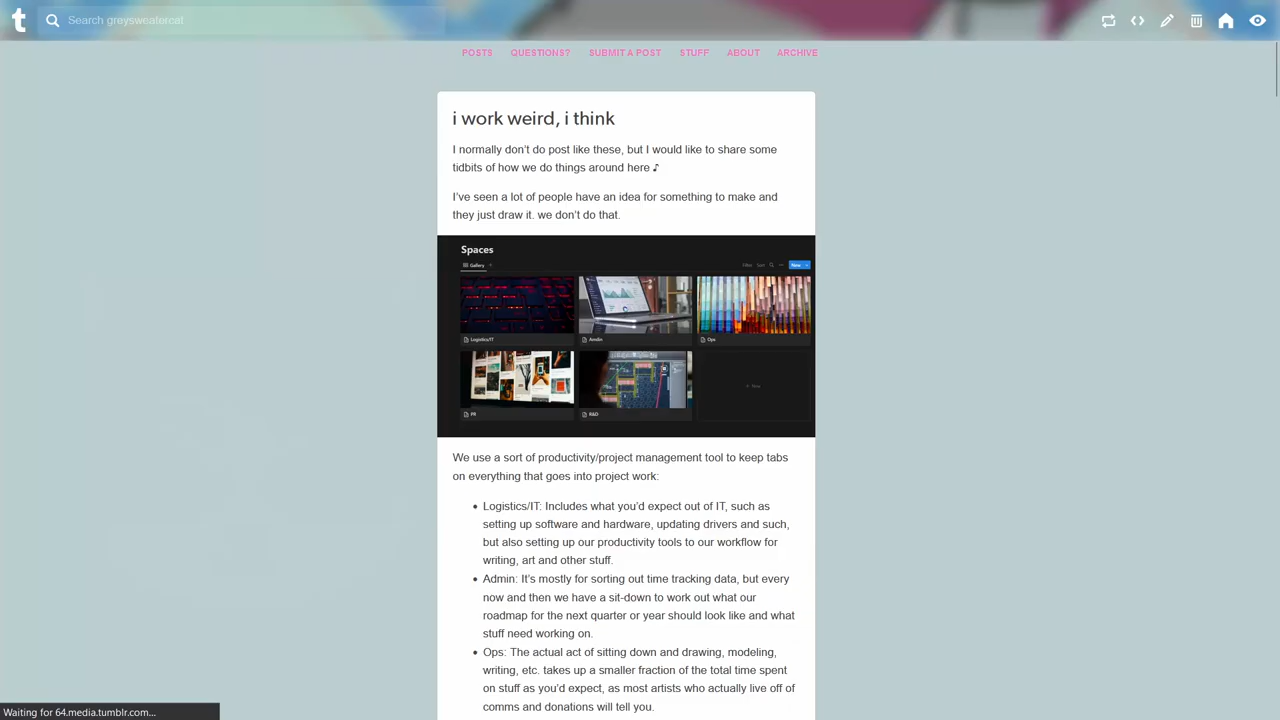 t Search greysweatercat
POSTS QUESTIONS? SUBMIT A POST STUFF ABOUT ARCHIVE
i work weird, i think
I normally don't do post like these, but I would like to share some
tidbits of how we do things around here ♪
I've seen a lot of people have an idea for something to make and
they just draw it. we don't do that.
Spaces
Gallery Filter Sort New
Logistics/IT Amdin Ops
PR R&D New
We use a sort of productivity/project management tool to keep tabs
on everything that goes into project work:
• Logistics/IT: Includes what you'd expect out of IT, such as
setting up software and hardware, updating drivers and such,
but also setting up our productivity tools to our workflow for
writing, art and other stuff.
• Admin: It's mostly for sorting out time tracking data, but every
now and then we have a sit-down to work out what our
roadmap for the next quarter or year should look like and what
stuff need working on.
• Ops: The actual act of sitting down and drawing, modeling,
writing, etc. takes up a smaller fraction of the total time spent
on stuff as you'd expect, as most artists who actually live off of
comms and donations will tell you.
Waiting for 64.media.tumblr.com...